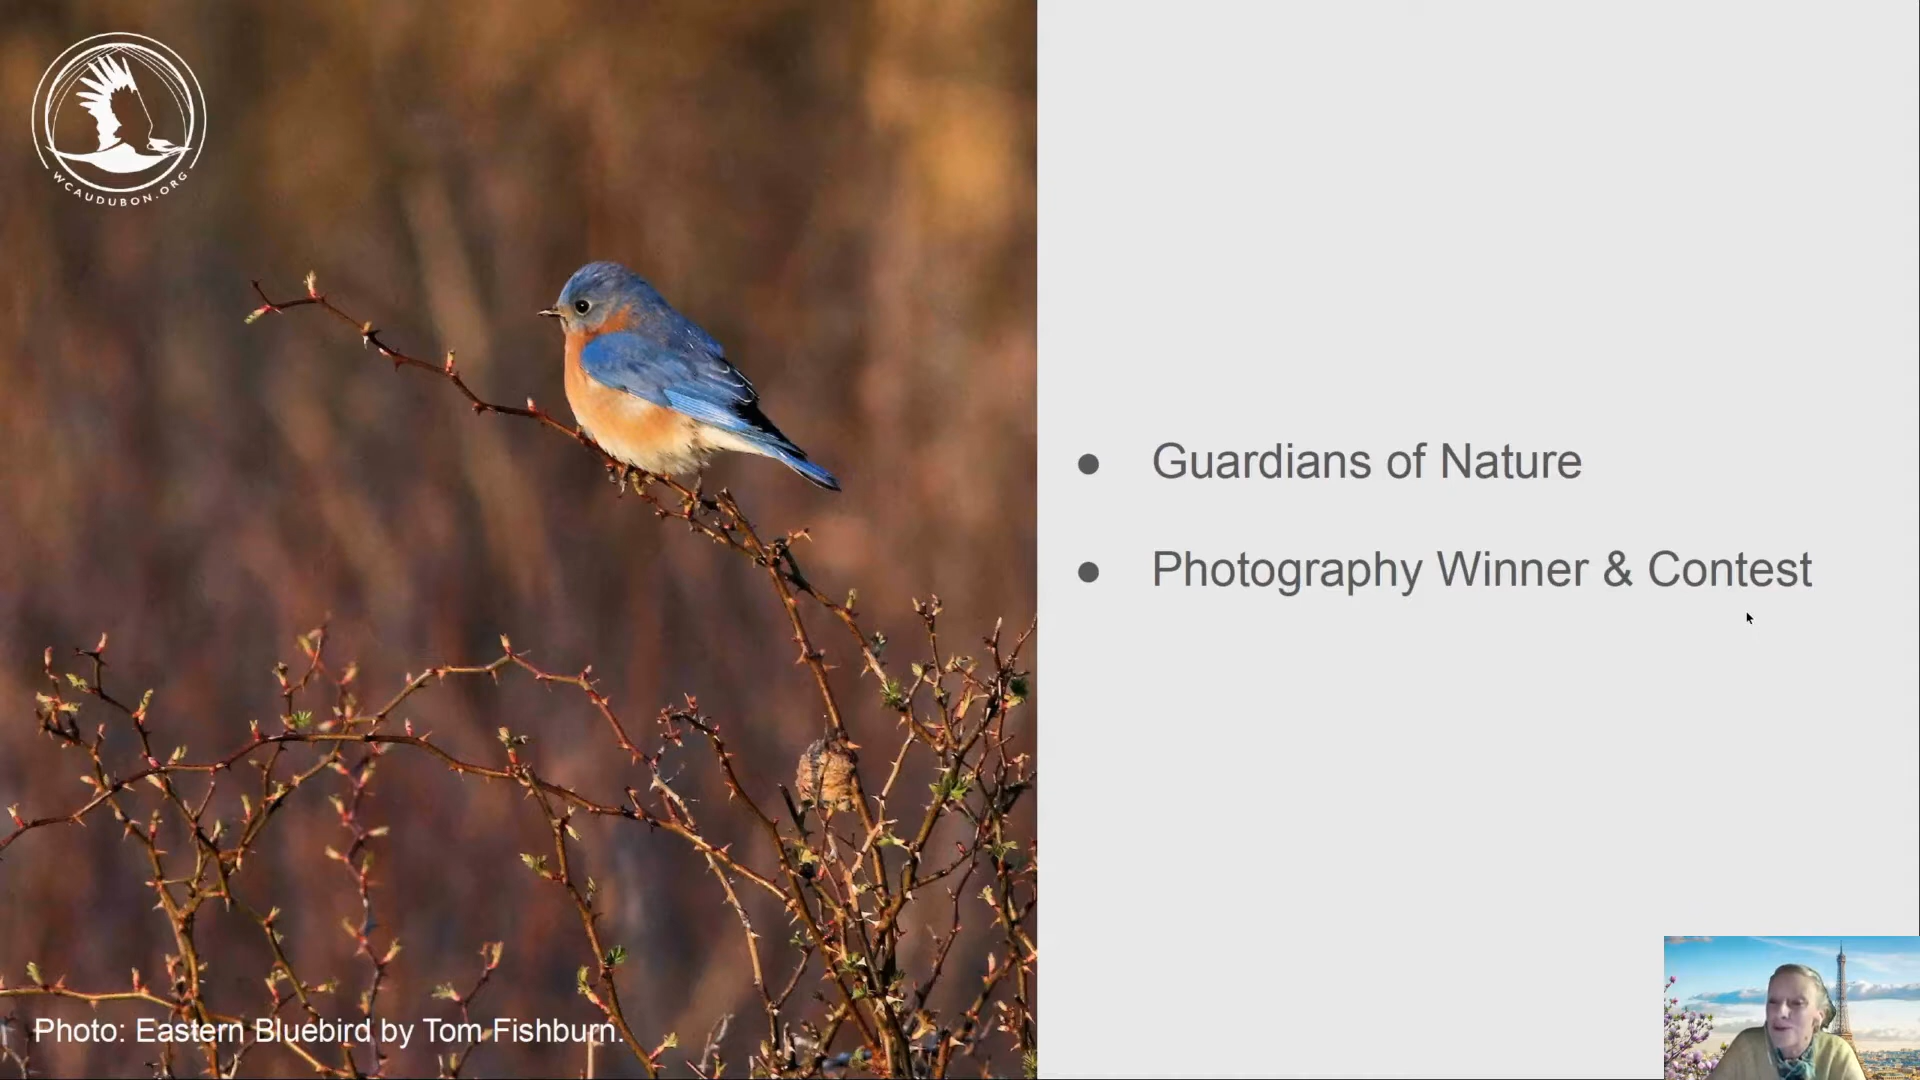 WCAUDUBON.ORG
Guardians of Nature
Photography Winner & Contest
Photo: Eastern Bluebird by Tom Fishburn.